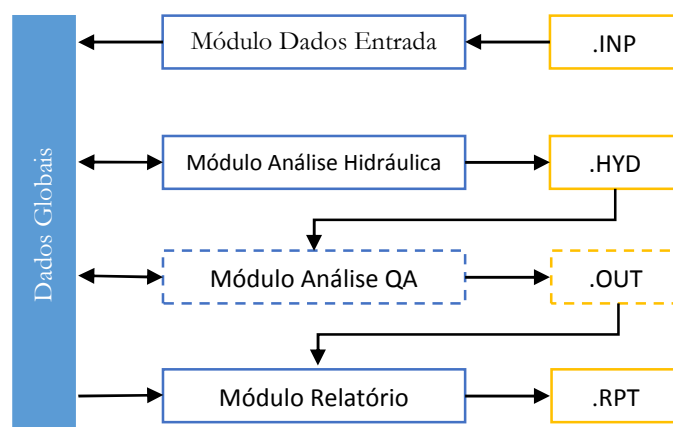 Dados Globais
Módulo Dados Entrada
.INP
Módulo Análise Hidráulica
.HYD
Módulo Análise QA
.OUT
Módulo Relatório
.RPT